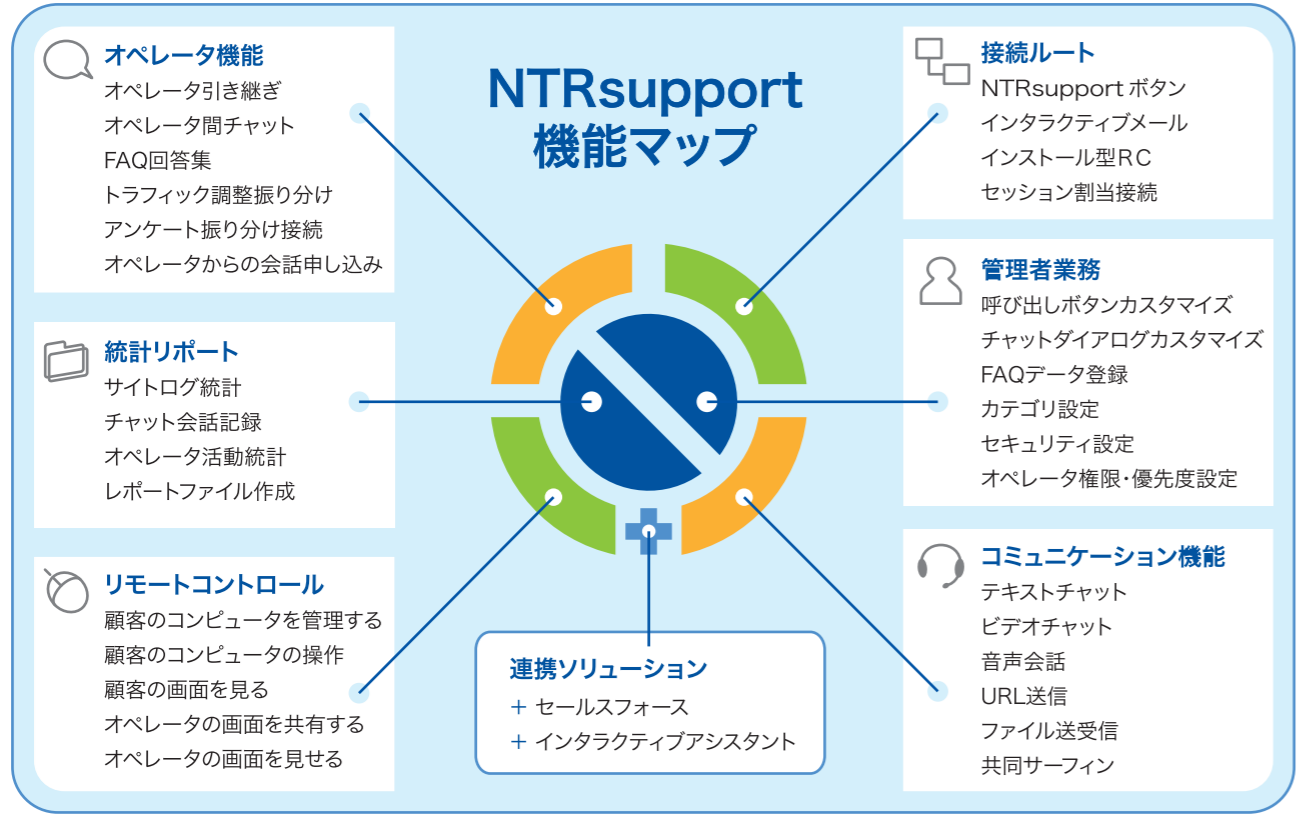 NTRsupport
機能マップ
オペレータ機能
オペレータ引き継ぎ
オペレータ間チャット
FAQ回答集
トラフィック調整振り分け
アンケート振り分け接続
オペレータからの会話申し込み
統計リポート
サイトログ統計
チャット会話記録
オペレータ活動統計
レポートファイル作成
リモートコントロール
顧客のコンピュータを管理する
顧客のコンピュータの操作
顧客の画面を見る
オペレータの画面を共有する
オペレータの画面を見せる
連携ソリューション
+ セールスフォース
+ インタラクティブアシスタント
接続ルート
NTRsupport ボタン
インタラクティブメール
インストール型RC
セッション割当接続
管理者業務
呼び出しボタンカスタマイズ
チャットダイアログカスタマイズ
FAQデータ登録
カテゴリ設定
セキュリティ設定
オペレータ権限・優先度設定
コミュニケーション機能
テキストチャット
ビデオチャット
音声会話
URL送信
ファイル送受信
共同サーフィン